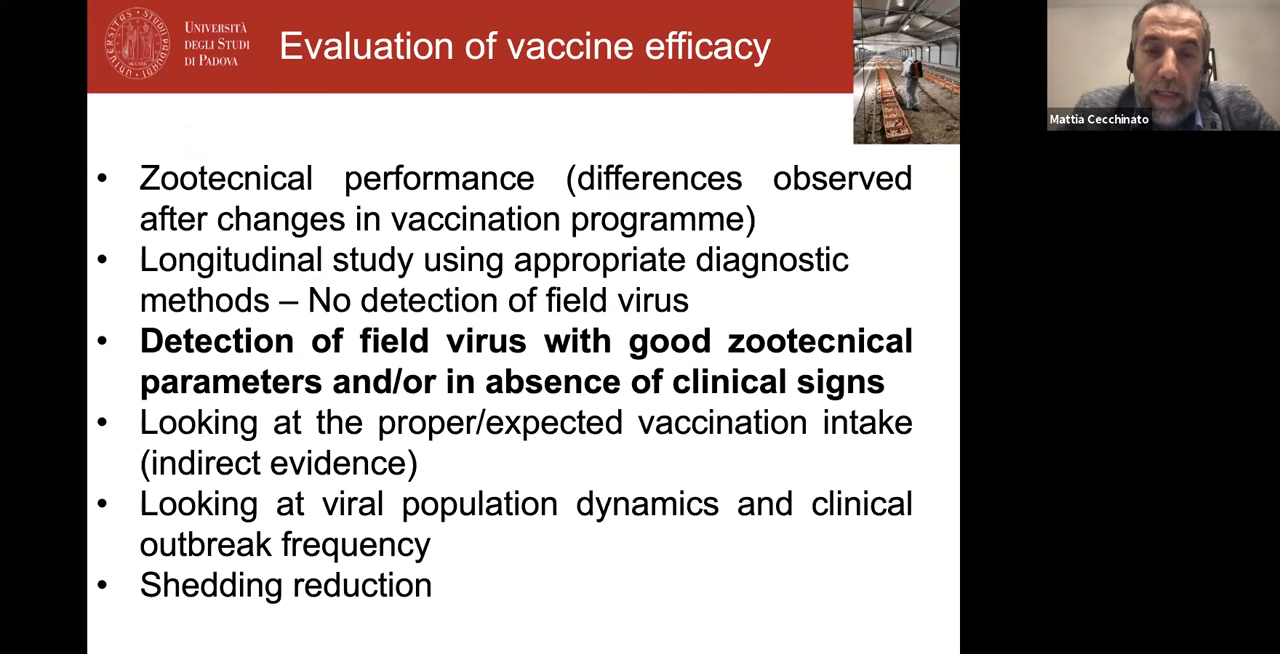 UNIVERSITÀ
DEGLI STUDI
DI PADOVA
Evaluation of vaccine efficacy
Mattia Cecchinato
• Zootecnical performance (differences observed
after changes in vaccination programme)
• Longitudinal study using appropriate diagnostic
methods – No detection of field virus
• Detection of field virus with good zootecnical
parameters and/or in absence of clinical signs
• Looking at the proper/expected vaccination intake
(indirect evidence)
• Looking at viral population dynamics and clinical
outbreak frequency
• Shedding reduction